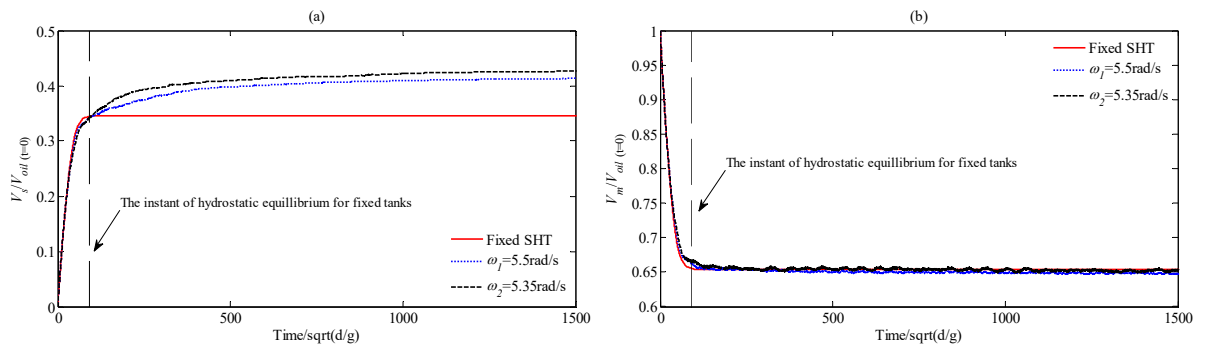 (a)
0.5
0.4
0.3
0.2
0.1
0
V_s/V_oil (t=0)
The instant of hydrostatic equillibrium for fixed tanks
Fixed SHT
ω_1=5.5rad/s
ω_2=5.35rad/s
0 500 1000 1500
Time/sqrt(d/g)
(b)
1
0.95
0.9
0.85
0.8
0.75
0.7
0.65
0.6
V_m/V_oil (t=0)
Fixed SHT
ω_1=5.5rad/s
ω_2=5.35rad/s
The instant of hydrostatic equillibrium for fixed tanks
0 500 1000 1500
Time/sqrt(d/g)